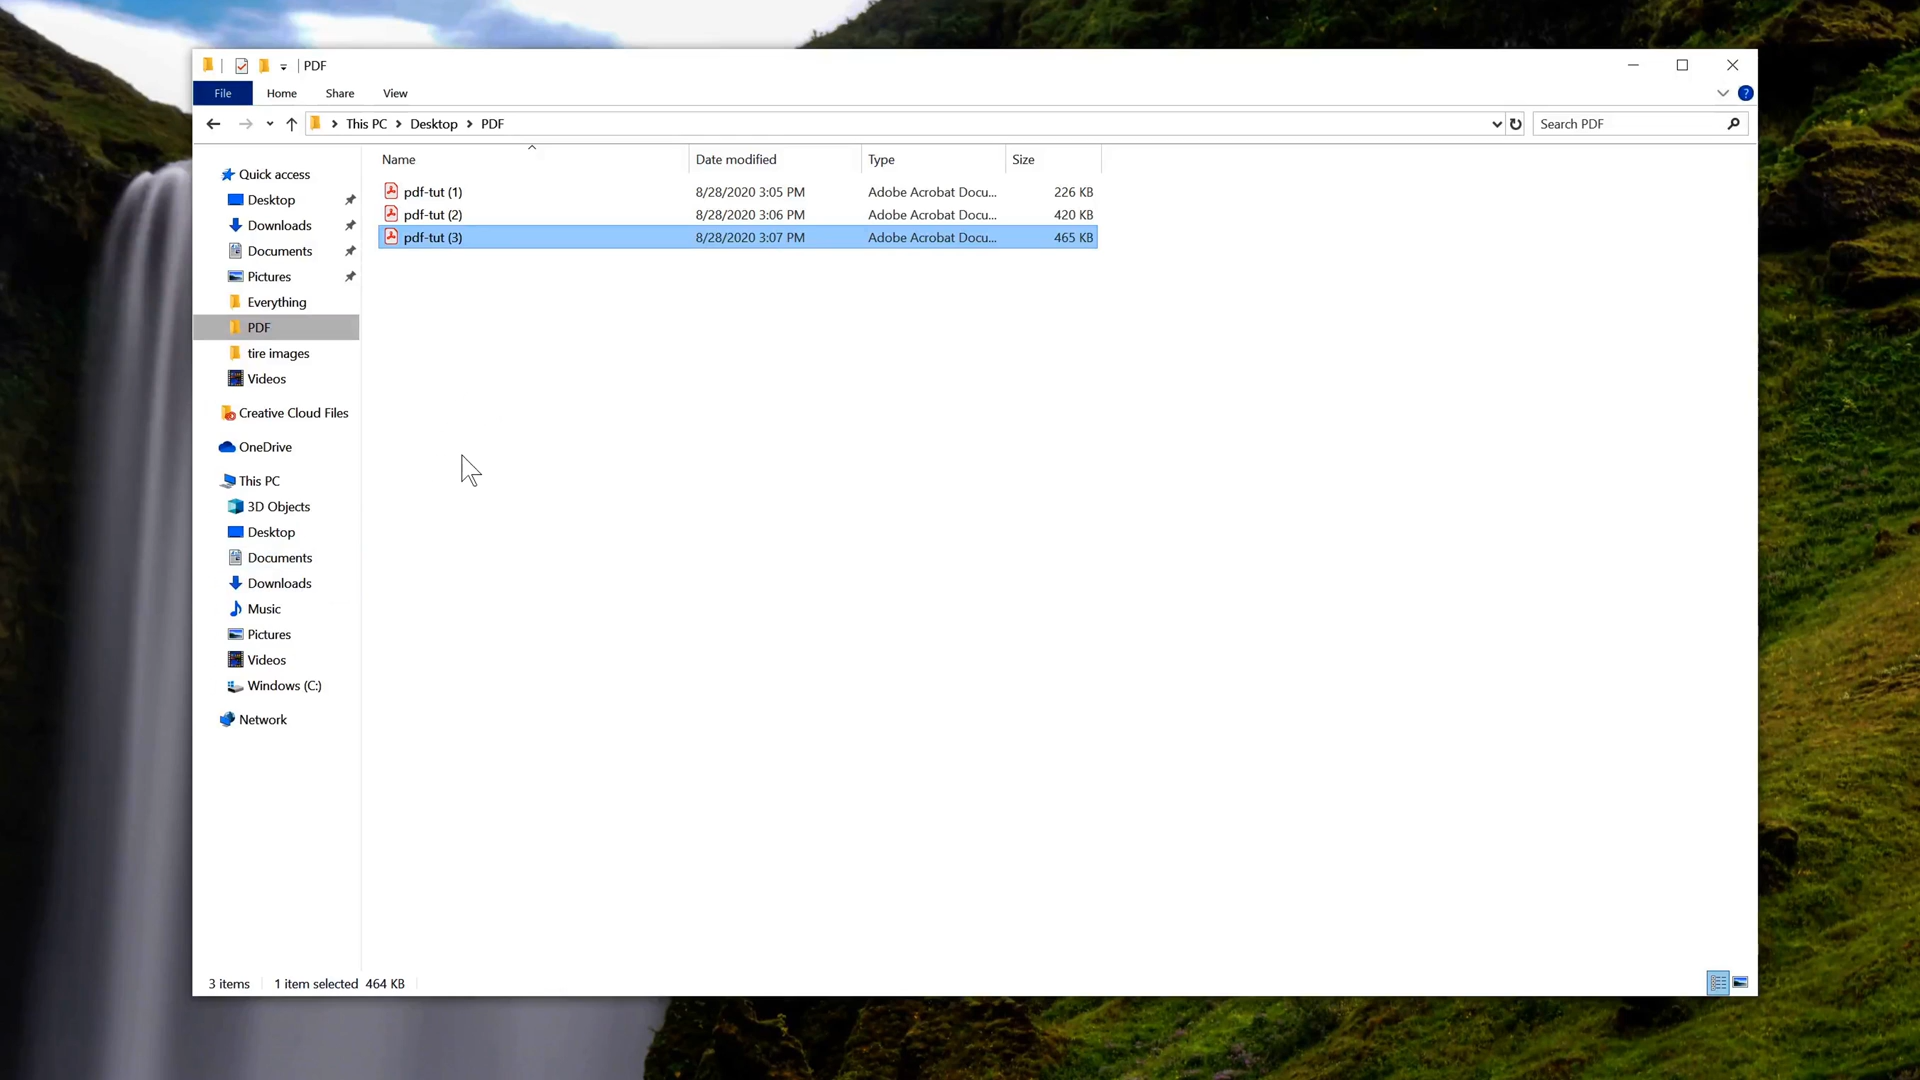 PDF
File Home Share View
This PC Desktop PDF
Search PDF
Name Date modified Type Size
pdf-tut (1) 8/28/2020 3:05 PM Adobe Acrobat Docu... 226 KB
pdf-tut (2) 8/28/2020 3:06 PM Adobe Acrobat Docu... 420 KB
pdf-tut (3) 8/28/2020 3:07 PM Adobe Acrobat Docu... 465 KB
Quick access
Desktop
Downloads
Documents
Pictures
Everything
PDF
tire images
Videos
Creative Cloud Files
OneDrive
This PC
3D Objects
Desktop
Documents
Downloads
Music
Pictures
Videos
Windows (C:)
Network
3 items 1 item selected 464 KB